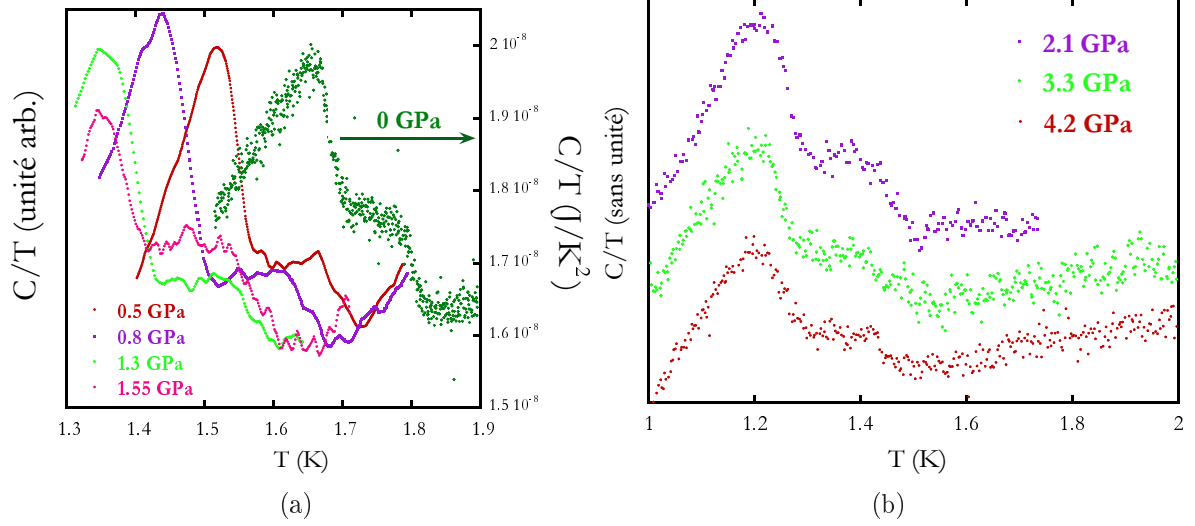 C/T (unité arb.)
2 10⁻⁸
1.9 10⁻⁸
1.8 10⁻⁸
1.7 10⁻⁸
1.6 10⁻⁸
1.5 10⁻⁸
C/T (J/K²)
0 GPa
0.5 GPa
0.8 GPa
1.3 GPa
1.55 GPa
1.3 1.4 1.5 1.6 1.7 1.8 1.9
T (K)
(a)
C/T (sans unité)
2.1 GPa
3.3 GPa
4.2 GPa
1 1.2 1.4 1.6 1.8 2
T (K)
(b)